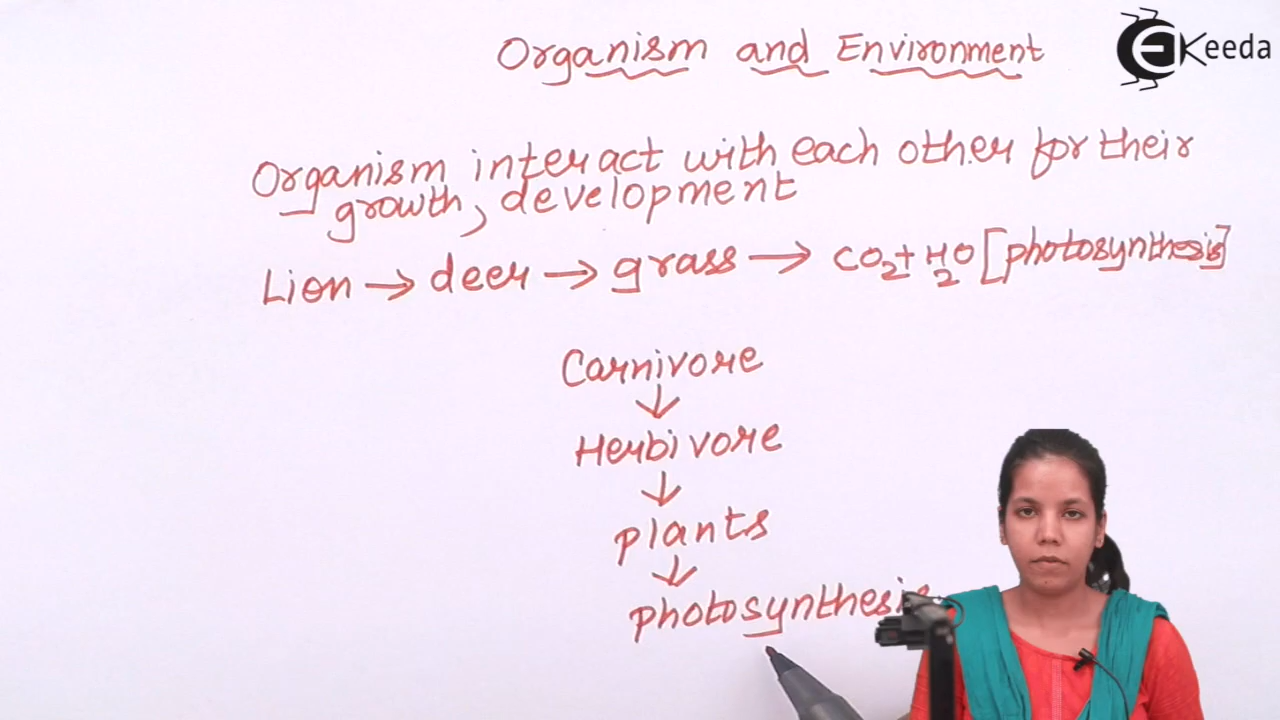 Organism and Environment
EKeeda
Organism interact with each other for their
growth, development
Lion → deer → grass → CO2 + H2O [photosynthesis]
Carnivore
↓
Herbivore
↓
plants
↓
photosynthesis